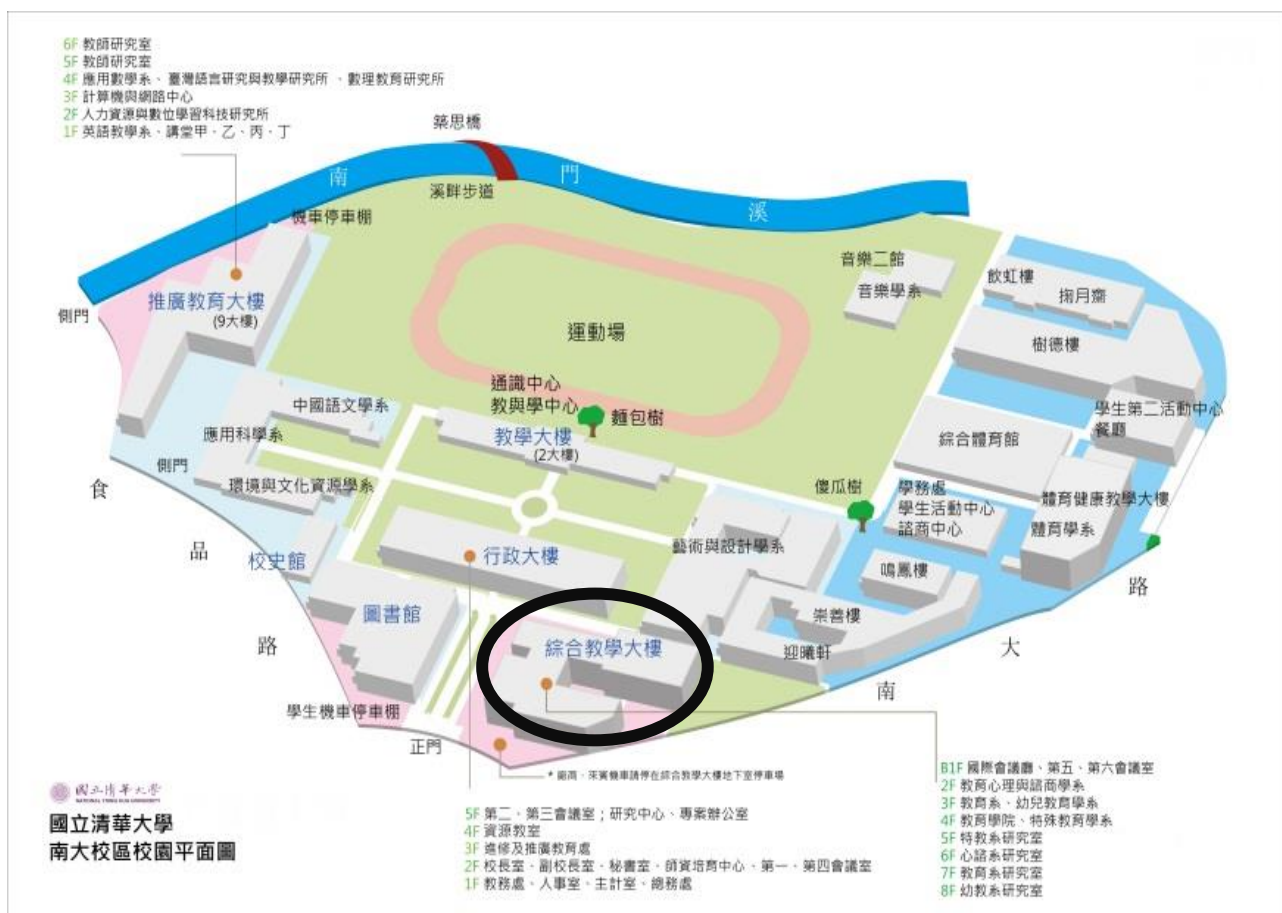 6F 教師研究室
5F 教師研究室
4F 應用數學系、臺灣語言研究與教學研究所 、數理教育研究所
3F 計算機與網路中心
2F 人力資源與數位學習科技研究所
1F 英語教學系、講堂甲、乙、丙、丁
築思橋
南
門
溪
溪畔步道
機車停車棚
側門
推廣教育大樓
(9大樓)
音樂二館
音樂學系
飲虹樓
掬月齋
樹德樓
運動場
通識中心
教與學中心
麵包樹
中國語文學系
教學大樓
(2大樓)
應用科學系
側門
環境與文化資源學系
學生第二活動中心
餐廳
綜合體育館
傻瓜樹
學務處
學生活動中心
諮商中心
體育健康教學大樓
體育學系
食
品
路
校史館
行政大樓
藝術與設計學系
鳴鳳樓
圖書館
綜合教學大樓
崇善樓
迎曦軒
路
大
南
學生機車停車棚
正門
* 廠商、來賓機車請停在綜合教學大樓地下室停車場
國立清華大學
NATIONAL TSING HUA UNIVERSITY
國立清華大學
南大校區校園平面圖
5F 第二、第三會議室；研究中心、專案辦公室
4F 資源教室
3F 進修及推廣教育處
2F 校長室、副校長室、秘書室、師資培育中心、第一、第四會議室
1F 教務處、人事室、主計室、總務處
B1F 國際會議廳、第五、第六會議室
2F 教育心理與諮商學系
3F 教育系、幼兒教育學系
4F 教育學院、特殊教育學系
5F 特教系研究室
6F 心諮系研究室
7F 教育系研究室
8F 幼教系研究室